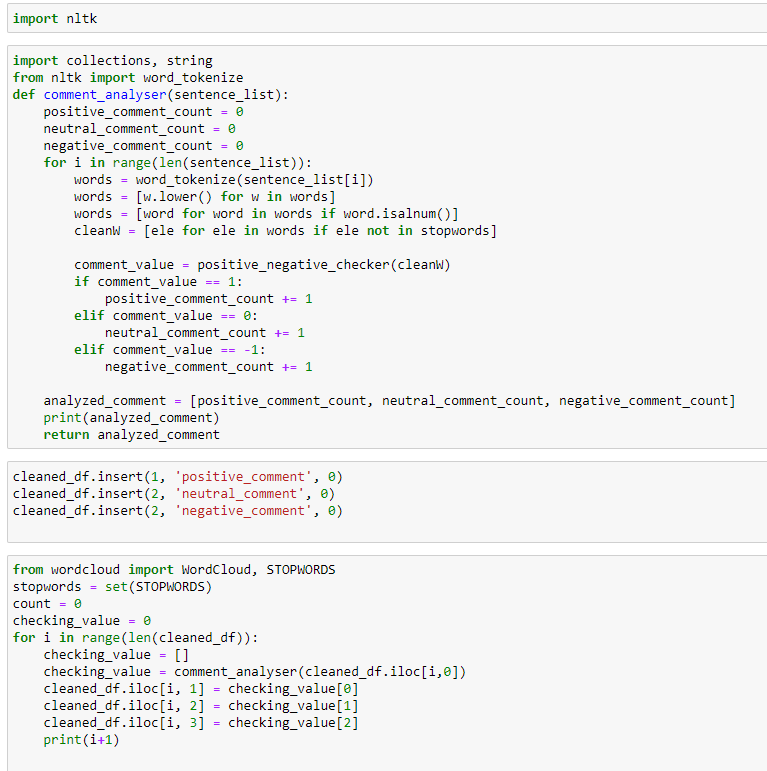 import nltk
import collections, string
from nltk import word_tokenize
def comment_analyser(sentence_list):
    positive_comment_count = 0
    neutral_comment_count = 0
    negative_comment_count = 0
    for i in range(len(sentence_list)):
        words = word_tokenize(sentence_list[i])
        words = [w.lower() for w in words]
        words = [word for word in words if word.isalnum()]
        cleanW = [ele for ele in words if ele not in stopwords]
        comment_value = positive_negative_checker(cleanW)
        if comment_value == 1:
            positive_comment_count += 1
        elif comment_value == 0:
            neutral_comment_count += 1
        elif comment_value == -1:
            negative_comment_count += 1
    analyzed_comment = [positive_comment_count, neutral_comment_count, negative_comment_count]
    print(analyzed_comment)
    return analyzed_comment
cleaned_df.insert(1, 'positive_comment', 0)
cleaned_df.insert(2, 'neutral_comment', 0)
cleaned_df.insert(2, 'negative_comment', 0)
from wordcloud import WordCloud, STOPWORDS
stopwords = set(STOPWORDS)
count = 0
checking_value = 0
for i in range(len(cleaned_df)):
    checking_value = []
    checking_value = comment_analyser(cleaned_df.iloc[i,0])
    cleaned_df.iloc[i, 1] = checking_value[0]
    cleaned_df.iloc[i, 2] = checking_value[1]
    cleaned_df.iloc[i, 3] = checking_value[2]
    print(i+1)